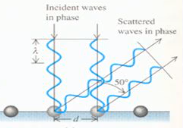 Incident waves
in phase
Scattered
waves in phase
λ
50°
d